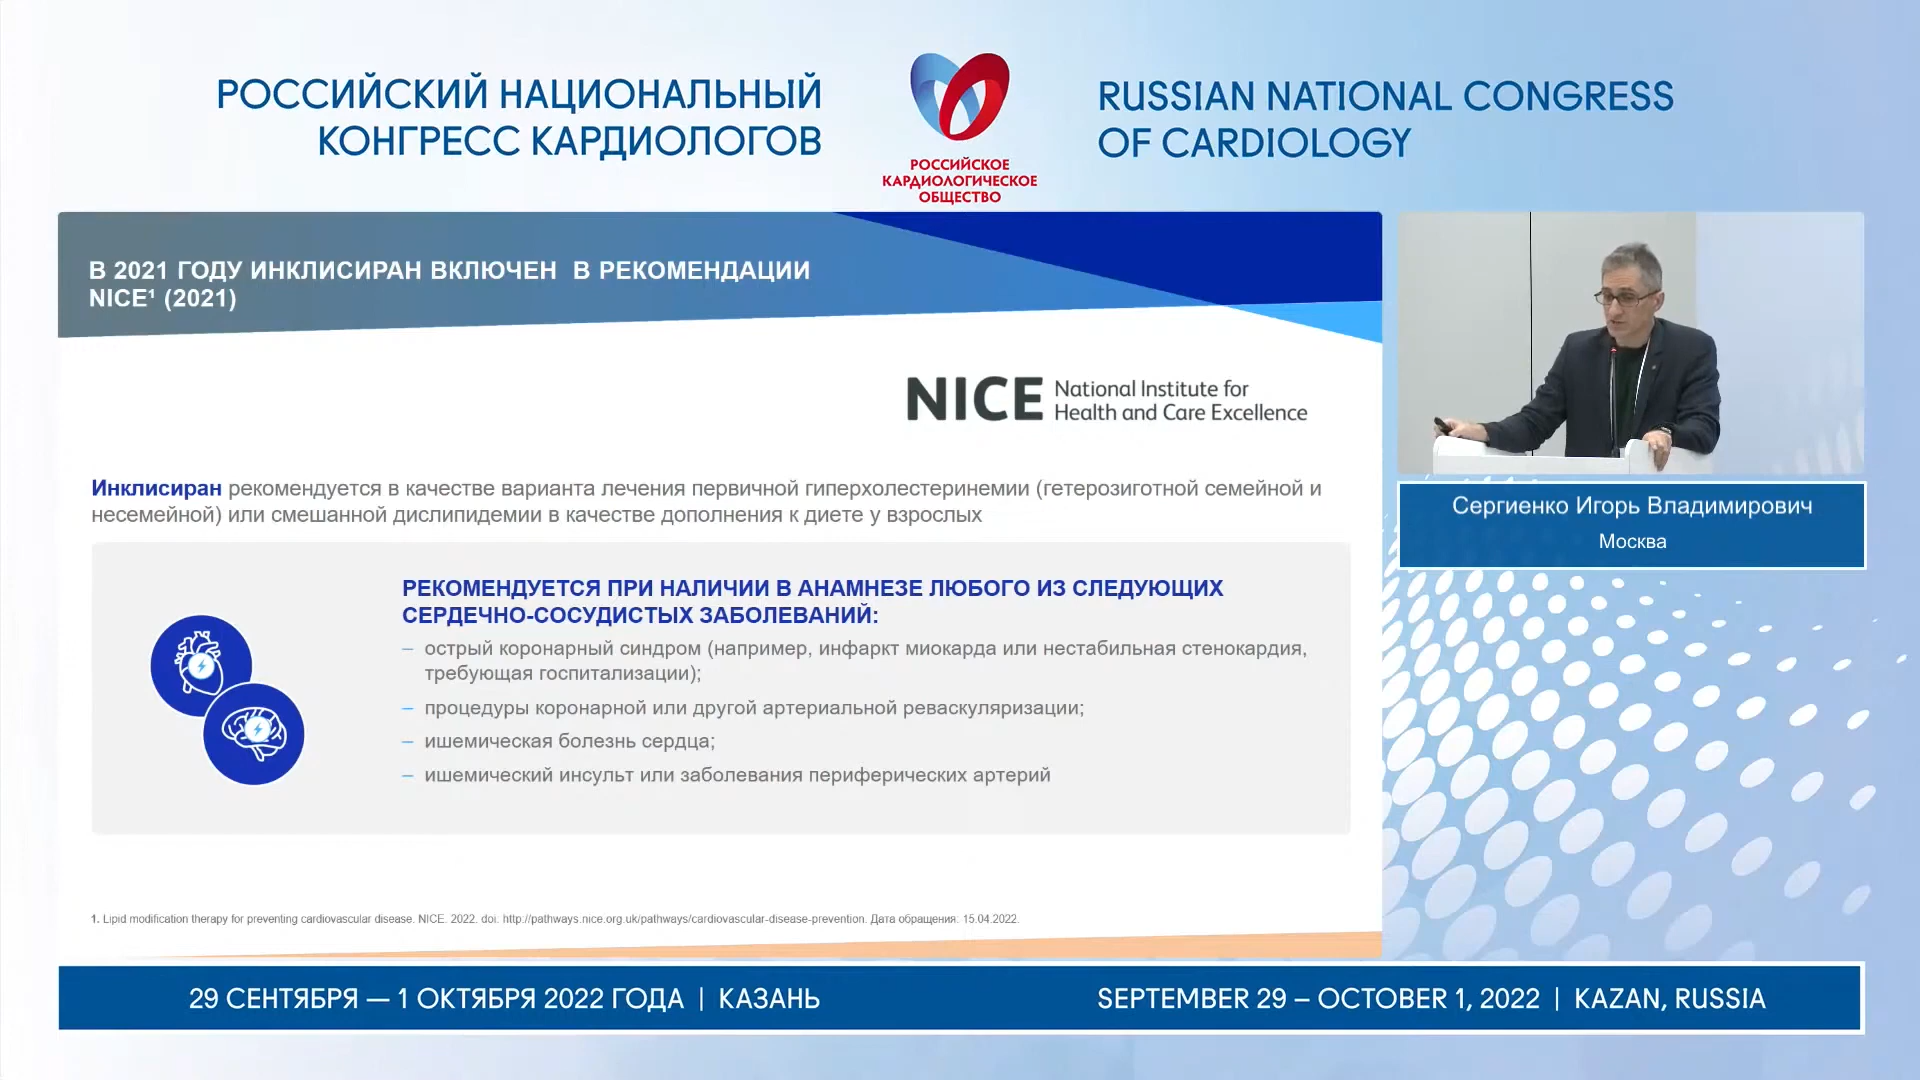 РОССИЙСКИЙ НАЦИОНАЛЬНЫЙ
КОНГРЕСС КАРДИОЛОГОВ
РОССИЙСКОЕ
КАРДИОЛОГИЧЕСКОЕ
ОБЩЕСТВО
RUSSIAN NATIONAL CONGRESS
OF CARDIOLOGY
В 2021 ГОДУ ИНКЛИСИРАН ВКЛЮЧЕН В РЕКОМЕНДАЦИИ
NICE¹ (2021)
NICE National Institute for
Health and Care Excellence
Инклисиран рекомендуется в качестве варианта лечения первичной гиперхолестеринемии (гетерозиготной семейной и
несемейной) или смешанной дислипидемии в качестве дополнения к диете у взрослых
РЕКОМЕНДУЕТСЯ ПРИ НАЛИЧИИ В АНАМНЕЗЕ ЛЮБОГО ИЗ СЛЕДУЮЩИХ
СЕРДЕЧНО-СОСУДИСТЫХ ЗАБОЛЕВАНИЙ:
– острый коронарный синдром (например, инфаркт миокарда или нестабильная стенокардия,
требующая госпитализации);
– процедуры коронарной или другой артериальной реваскуляризации;
– ишемическая болезнь сердца;
– ишемический инсульт или заболевания периферических артерий
1. Lipid modification therapy for preventing cardiovascular disease. NICE. 2022. doi: http://pathways.nice.org.uk/pathways/cardiovascular-disease-prevention. Дата обращения: 15.04.2022.
Сергиенко Игорь Владимирович
Москва
29 СЕНТЯБРЯ — 1 ОКТЯБРЯ 2022 ГОДА | КАЗАНЬ
SEPTEMBER 29 – OCTOBER 1, 2022 | KAZAN, RUSSIA